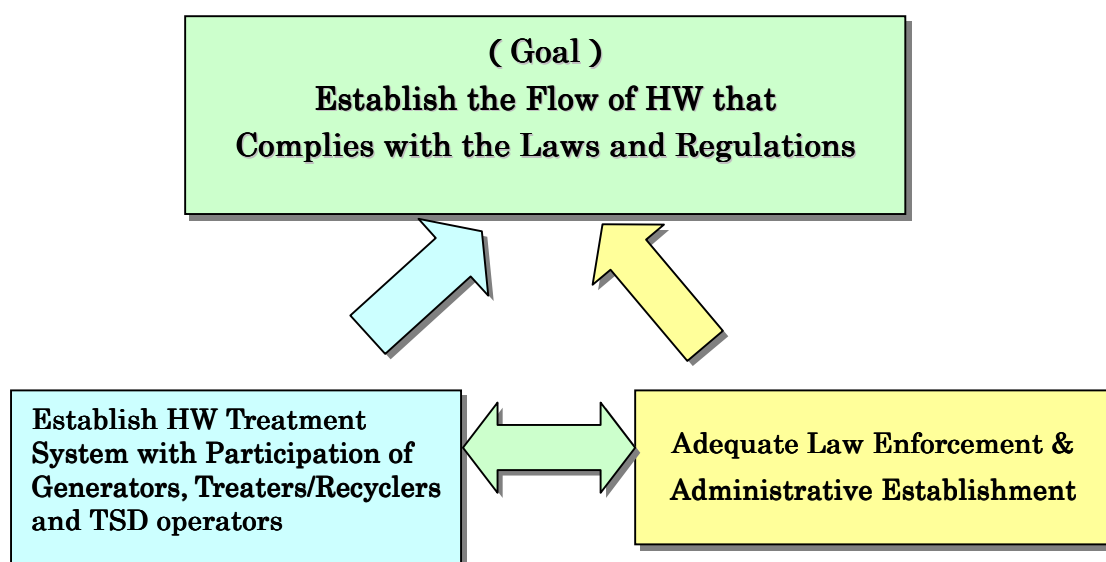 ( Goal )
Establish the Flow of HW that
Complies with the Laws and Regulations
Establish HW Treatment
System with Participation of
Generators, Treaters/Recyclers
and TSD operators
Adequate Law Enforcement &
Administrative Establishment